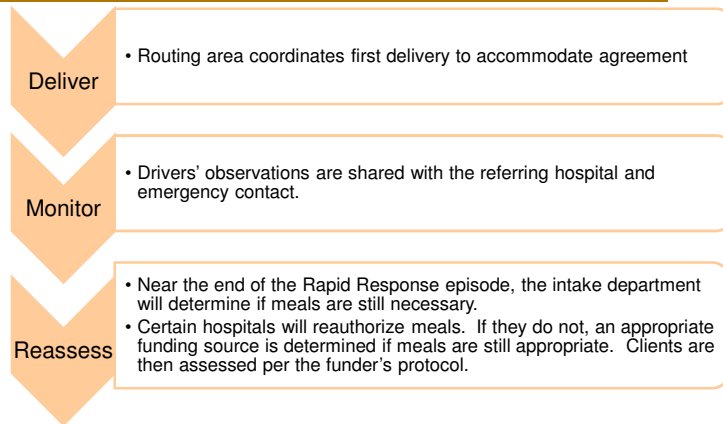 Deliver
• Routing area coordinates first delivery to accommodate agreement
Monitor
• Drivers' observations are shared with the referring hospital and
emergency contact.
Reassess
• Near the end of the Rapid Response episode, the intake department
will determine if meals are still necessary.
• Certain hospitals will reauthorize meals.  If they do not, an appropriate
funding source is determined if meals are still appropriate.  Clients are
then assessed per the funder's protocol.